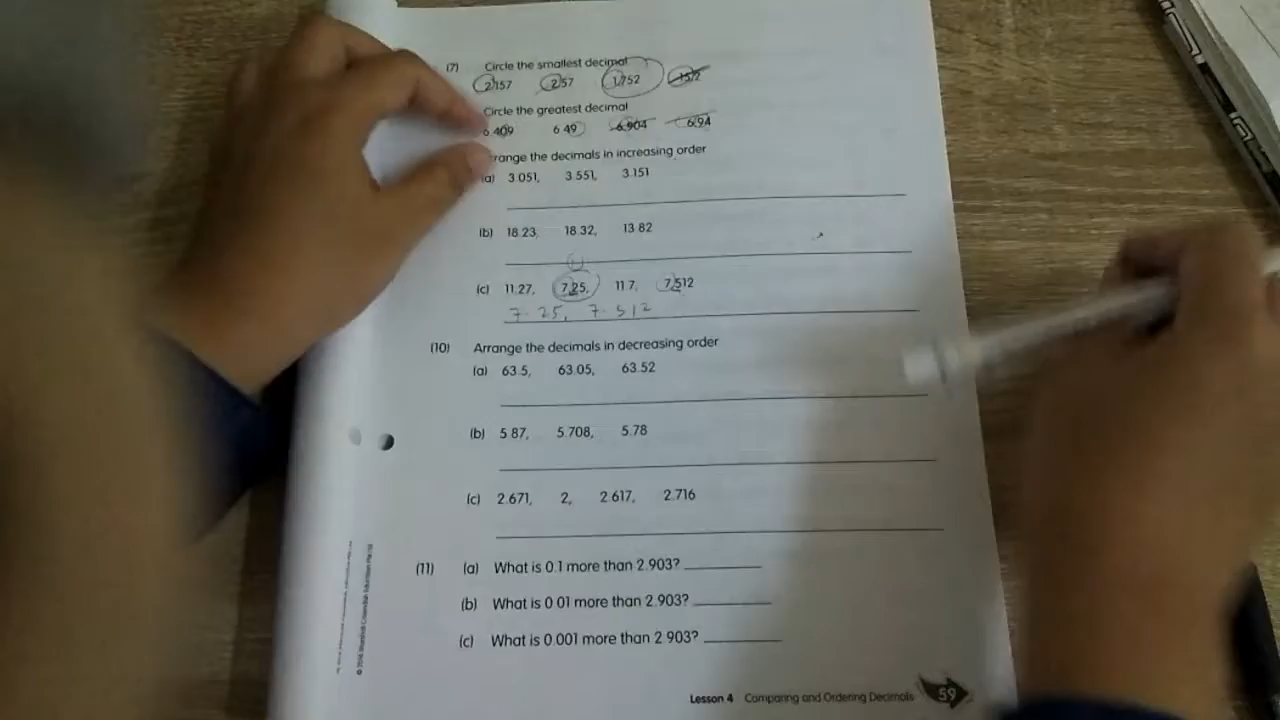 (7) Circle the smallest decimal
2.157 2.57 1.752 15.2
Circle the greatest decimal
6.409 6.49 6.904 6.94
range the decimals in increasing order
(a) 3.051, 3.551, 3.151
(b) 18.23, 18.32, 13.82
(c) 11.27, 7.25, 11.7, 7.512
7.25, 7.512
(10) Arrange the decimals in decreasing order
(a) 63.5, 63.05, 63.52
(b) 5.87, 5.708, 5.78
(c) 2.671, 2, 2.617, 2.716
(11) (a) What is 0.1 more than 2.903?
(b) What is 0.01 more than 2.903?
(c) What is 0.001 more than 2.903?
Lesson 4 Comparing and Ordering Decimals 59